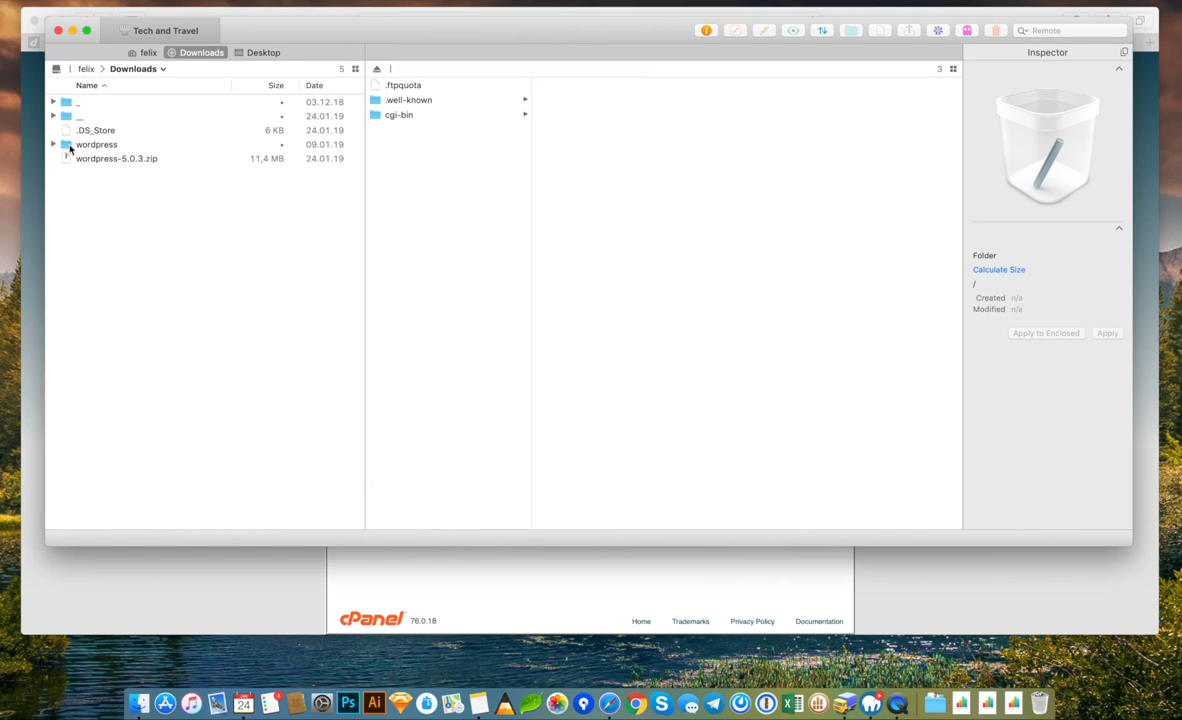 Tech and Travel
Remote
felix
Downloads
Desktop
Inspector
felix > Downloads
5
3
Name
Size
Date
_
03.12.18
__
24.01.19
.DS_Store
6 KB
24.01.19
wordpress
09.01.19
wordpress-5.0.3.zip
11,4 MB
24.01.19
.ftpquota
.well-known
cgi-bin
Folder
Calculate Size
/
Created n/a
Modified n/a
Apply to Enclosed
Apply
cPanel 76.0.18
Home
Trademarks
Privacy Policy
Documentation
24
Ps
Ai